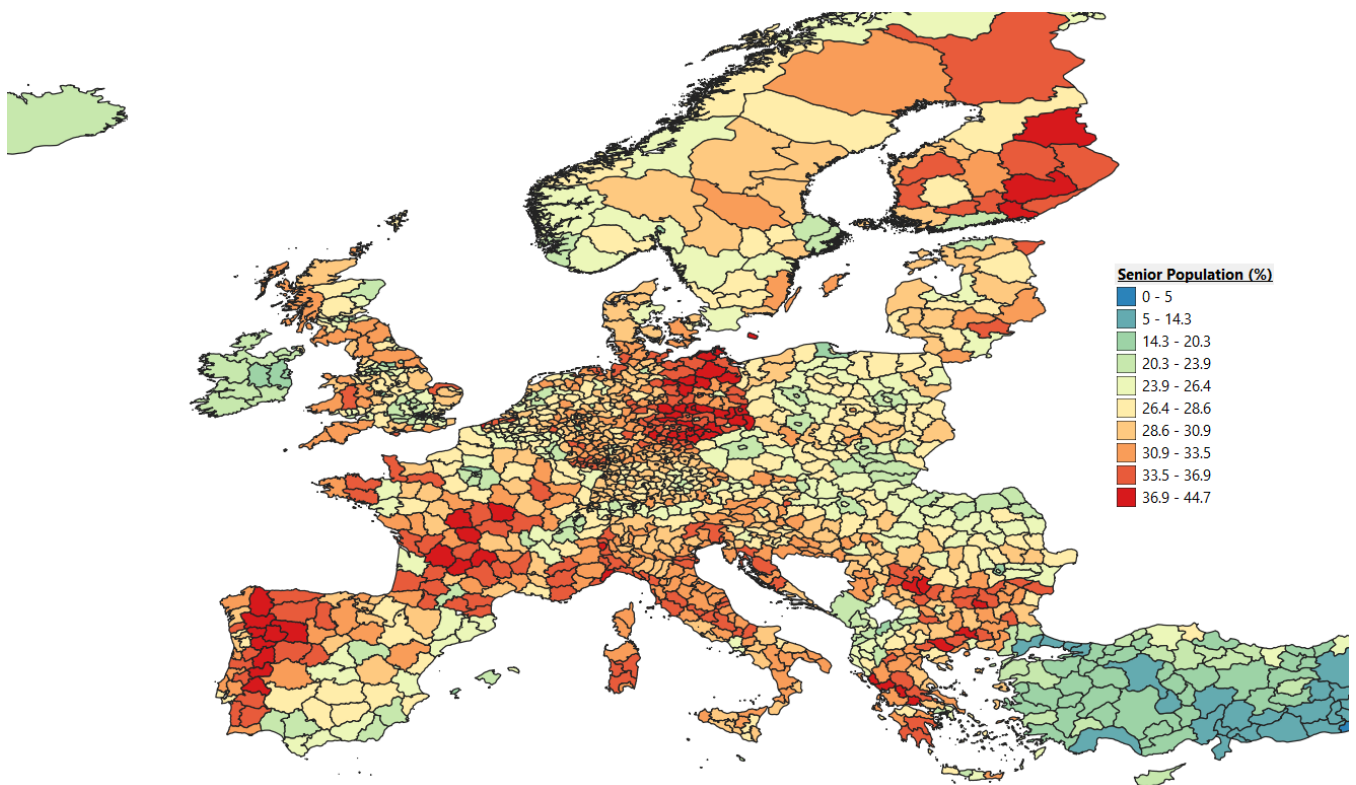 Senior Population (%)
0 - 5
5 - 14.3
14.3 - 20.3
20.3 - 23.9
23.9 - 26.4
26.4 - 28.6
28.6 - 30.9
30.9 - 33.5
33.5 - 36.9
36.9 - 44.7